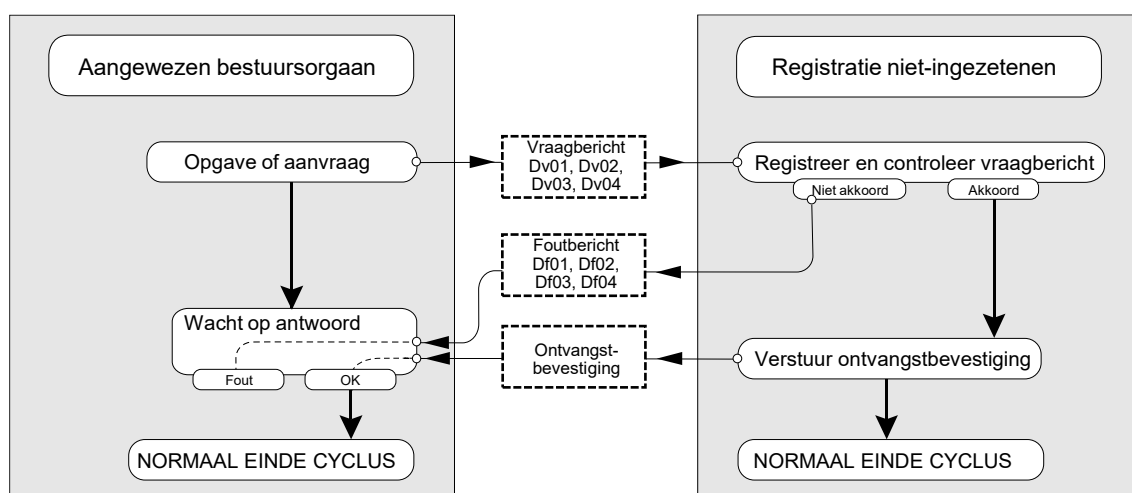 Aangewezen bestuursorgaan
Registratie niet-ingezetenen
Opgave of aanvraag
Vraagbericht
Dv01, Dv02,
Dv03, Dv04
Registreer en controleer vraagbericht
Niet akkoord
Akkoord
Foutbericht
Df01, Df02,
Df03, Df04
Wacht op antwoord
Fout
OK
Ontvangst-
bevestiging
Verstuur ontvangstbevestiging
NORMAAL EINDE CYCLUS
NORMAAL EINDE CYCLUS